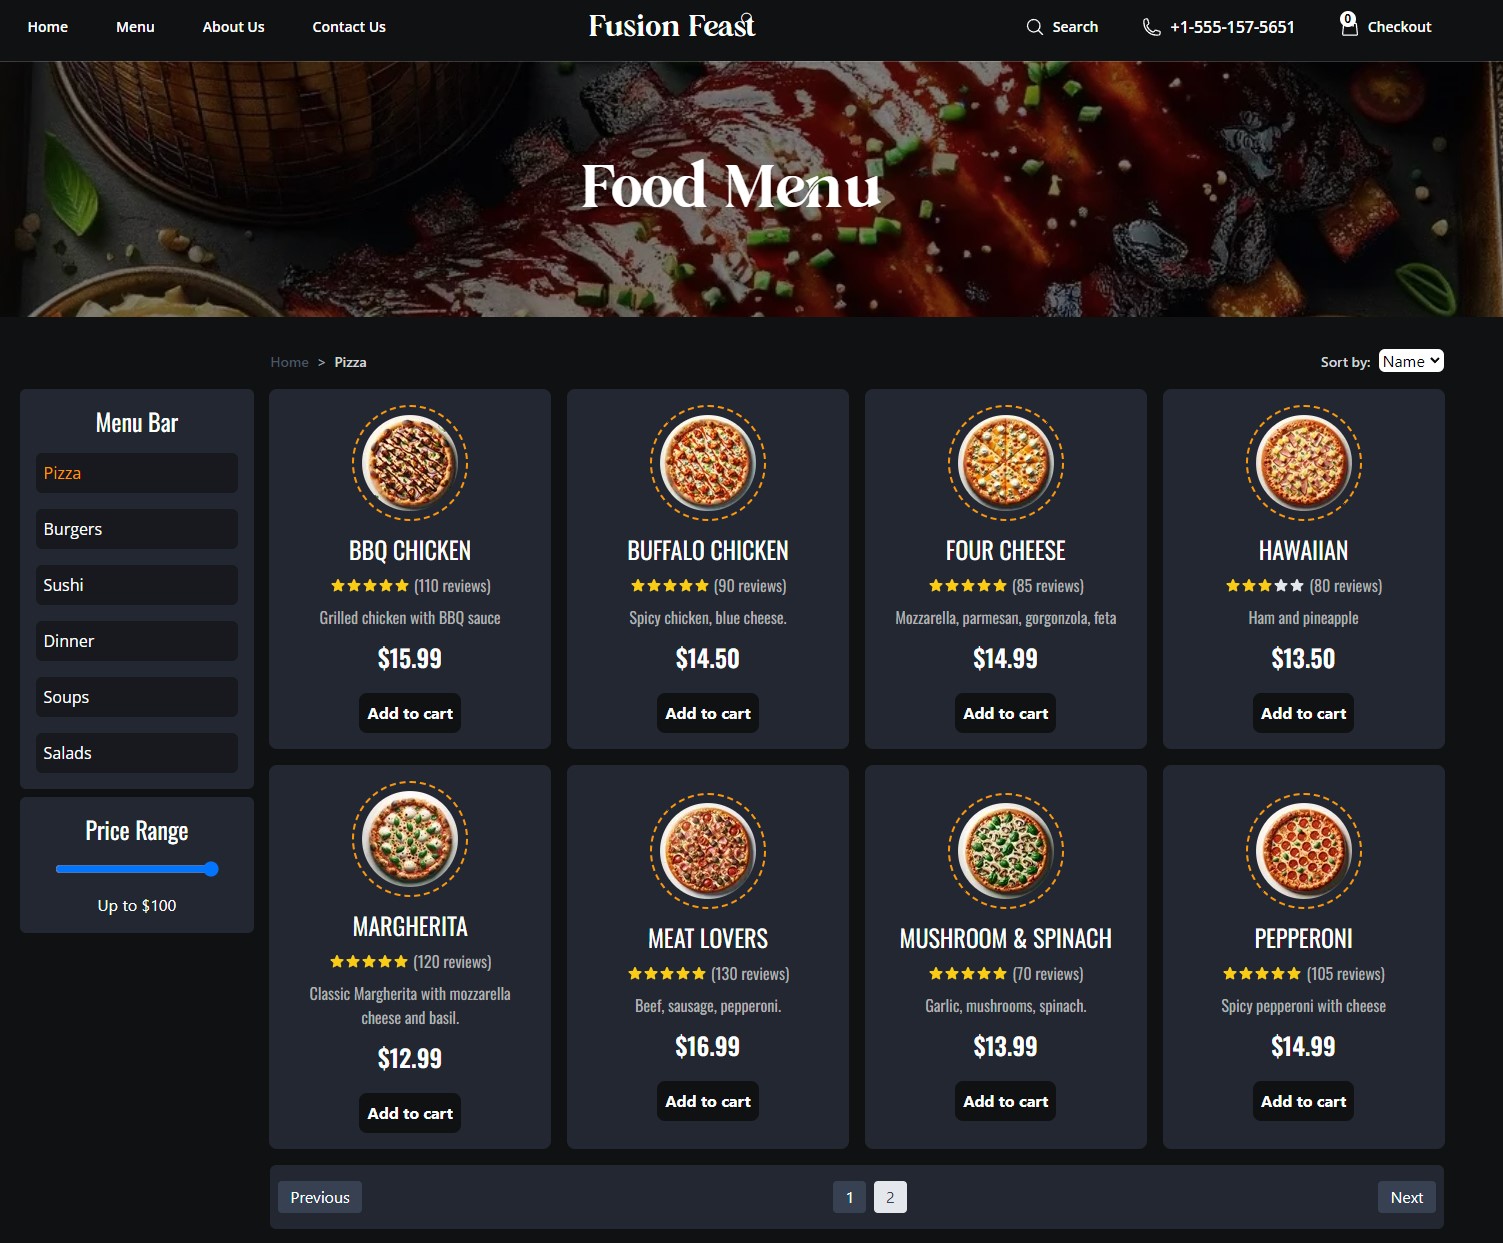 Home Menu About Us Contact Us Fusion Feast Search +1-555-157-5651 0 Checkout
Food Menu
Home > Pizza Sort by: Name
Menu Bar
Pizza
Burgers
Sushi
Dinner
Soups
Salads
Price Range
Up to $100
BBQ CHICKEN
(110 reviews)
Grilled chicken with BBQ sauce
$15.99
Add to cart
BUFFALO CHICKEN
(90 reviews)
Spicy chicken, blue cheese.
$14.50
Add to cart
FOUR CHEESE
(85 reviews)
Mozzarella, parmesan, gorgonzola, feta
$14.99
Add to cart
HAWAIIAN
(80 reviews)
Ham and pineapple
$13.50
Add to cart
MARGHERITA
(120 reviews)
Classic Margherita with mozzarella
cheese and basil.
$12.99
Add to cart
MEAT LOVERS
(130 reviews)
Beef, sausage, pepperoni.
$16.99
Add to cart
MUSHROOM & SPINACH
(70 reviews)
Garlic, mushrooms, spinach.
$13.99
Add to cart
PEPPERONI
(105 reviews)
Spicy pepperoni with cheese
$14.99
Add to cart
Previous 1 2 Next